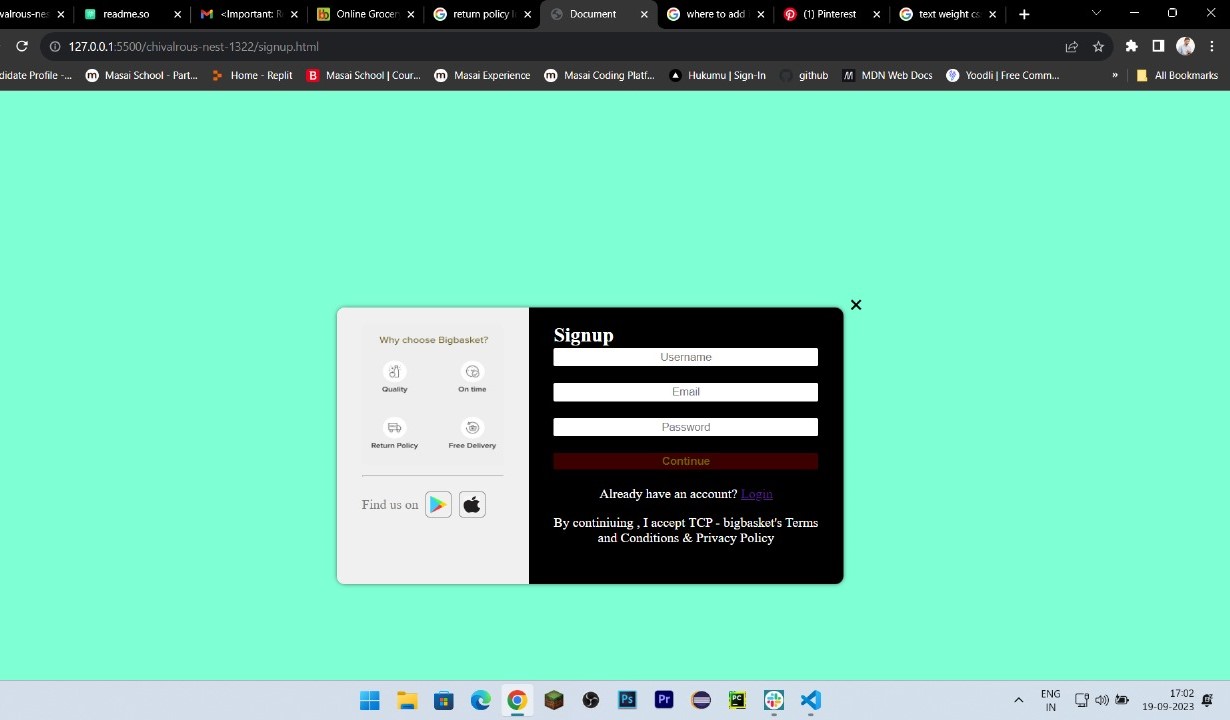 valrous-nes
readme.so
<Important: R
Online Grocer
return policy l
Document
where to add i
(1) Pinterest
text weight cs
127.0.0.1:5500/chivalrous-nest-1322/signup.html
didate Profile -...
Masai School - Part...
Home - Replit
Masai School | Cour...
Masai Experience
Masai Coding Platf...
Hukumu | Sign-In
github
MDN Web Docs
Yoodli | Free Comm...
»
All Bookmarks
Why choose Bigbasket?
Quality
On time
Return Policy
Free Delivery
Find us on
Signup
Username
Email
Password
Continue
Already have an account? Login
By continiuing , I accept TCP - bigbasket's Terms
and Conditions & Privacy Policy
ENG
IN
17:02
19-09-2023